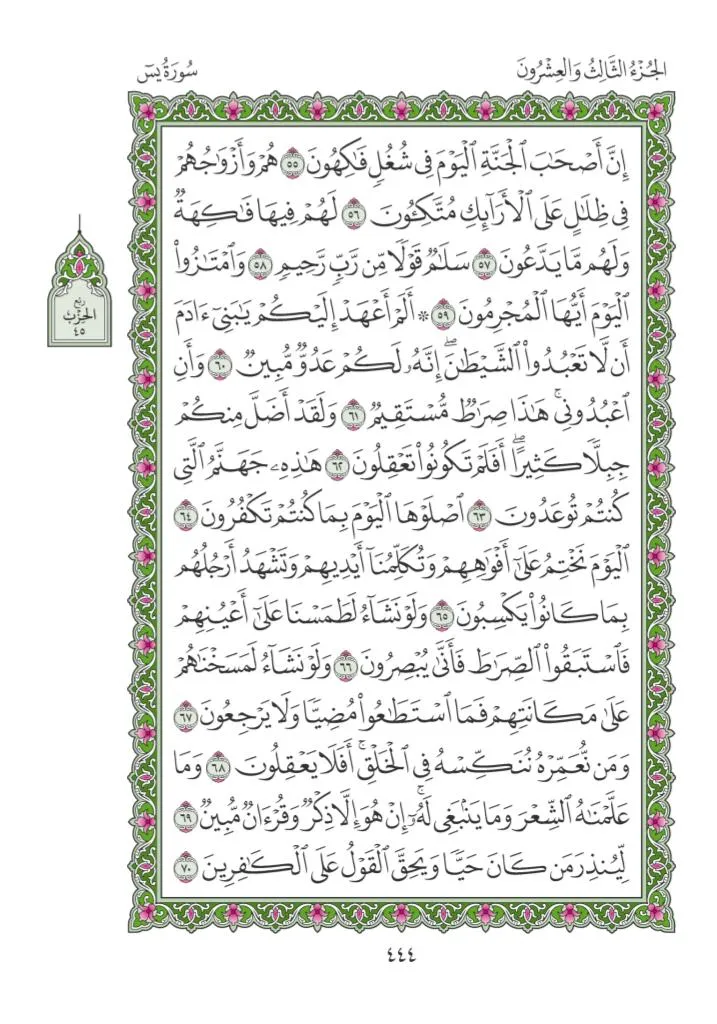 الجُزْءُ الثَّالِثُ وَالعِشْرُونَ
سُورَةُ يسٓ
إِنَّ أَصْحَٰبَ ٱلْجَنَّةِ ٱلْيَوْمَ فِى شُغُلٍ فَٰكِهُونَ ٥٥ هُمْ وَأَزْوَٰجُهُمْ
فِى ظِلَٰلٍ عَلَى ٱلْأَرَآئِكِ مُتَّكِـُٔونَ ٥٦ لَهُمْ فِيهَا فَٰكِهَةٌ
وَلَهُم مَّا يَدَّعُونَ ٥٧ سَلَٰمٌ قَوْلًا مِّن رَّبٍّ رَّحِيمٍ ٥٨ وَٱمْتَٰزُوا۟
ٱلْيَوْمَ أَيُّهَا ٱلْمُجْرِمُونَ ٥٩ ۞ أَلَمْ أَعْهَدْ إِلَيْكُمْ يَٰبَنِىٓ ءَادَمَ
أَن لَّا تَعْبُدُوا۟ ٱلشَّيْطَٰنَ ۖ إِنَّهُۥ لَكُمْ عَدُوٌّ مُّبِينٌ ٦٠ وَأَنِ
ٱعْبُدُونِى ۚ هَٰذَا صِرَٰطٌ مُّسْتَقِيمٌ ٦١ وَلَقَدْ أَضَلَّ مِنكُمْ
جِبِلًّا كَثِيرًا ۖ أَفَلَمْ تَكُونُوا۟ تَعْقِلُونَ ٦٢ هَٰذِهِۦ جَهَنَّمُ ٱلَّتِى
كُنتُمْ تُوعَدُونَ ٦٣ ٱصْلَوْهَا ٱلْيَوْمَ بِمَا كُنتُمْ تَكْفُرُونَ ٦٤
ٱلْيَوْمَ نَخْتِمُ عَلَىٰٓ أَفْوَٰهِهِمْ وَتُكَلِّمُنَآ أَيْدِيهِمْ وَتَشْهَدُ أَرْجُلُهُم
بِمَا كَانُوا۟ يَكْسِبُونَ ٦٥ وَلَوْ نَشَآءُ لَطَمَسْنَا عَلَىٰٓ أَعْيُنِهِمْ
فَٱسْتَبَقُوا۟ ٱلصِّرَٰطَ فَأَنَّىٰ يُبْصِرُونَ ٦٦ وَلَوْ نَشَآءُ لَمَسَخْنَٰهُمْ
عَلَىٰ مَكَانَتِهِمْ فَمَا ٱسْتَطَٰعُوا۟ مُضِيًّا وَلَا يَرْجِعُونَ ٦٧
وَمَن نُّعَمِّرْهُ نُنَكِّسْهُ فِى ٱلْخَلْقِ ۖ أَفَلَا يَعْقِلُونَ ٦٨ وَمَا
عَلَّمْنَٰهُ ٱلشِّعْرَ وَمَا يَنۢبَغِى لَهُۥٓ ۚ إِنْ هُوَ إِلَّا ذِكْرٌ وَقُرْءَانٌ مُّبِينٌ ٦٩
لِّيُنذِرَ مَن كَانَ حَيًّا وَيَحِقَّ ٱلْقَوْلُ عَلَى ٱلْكَٰفِرِينَ ٧٠
ربع
الحزب
٤٥
٤٤٤